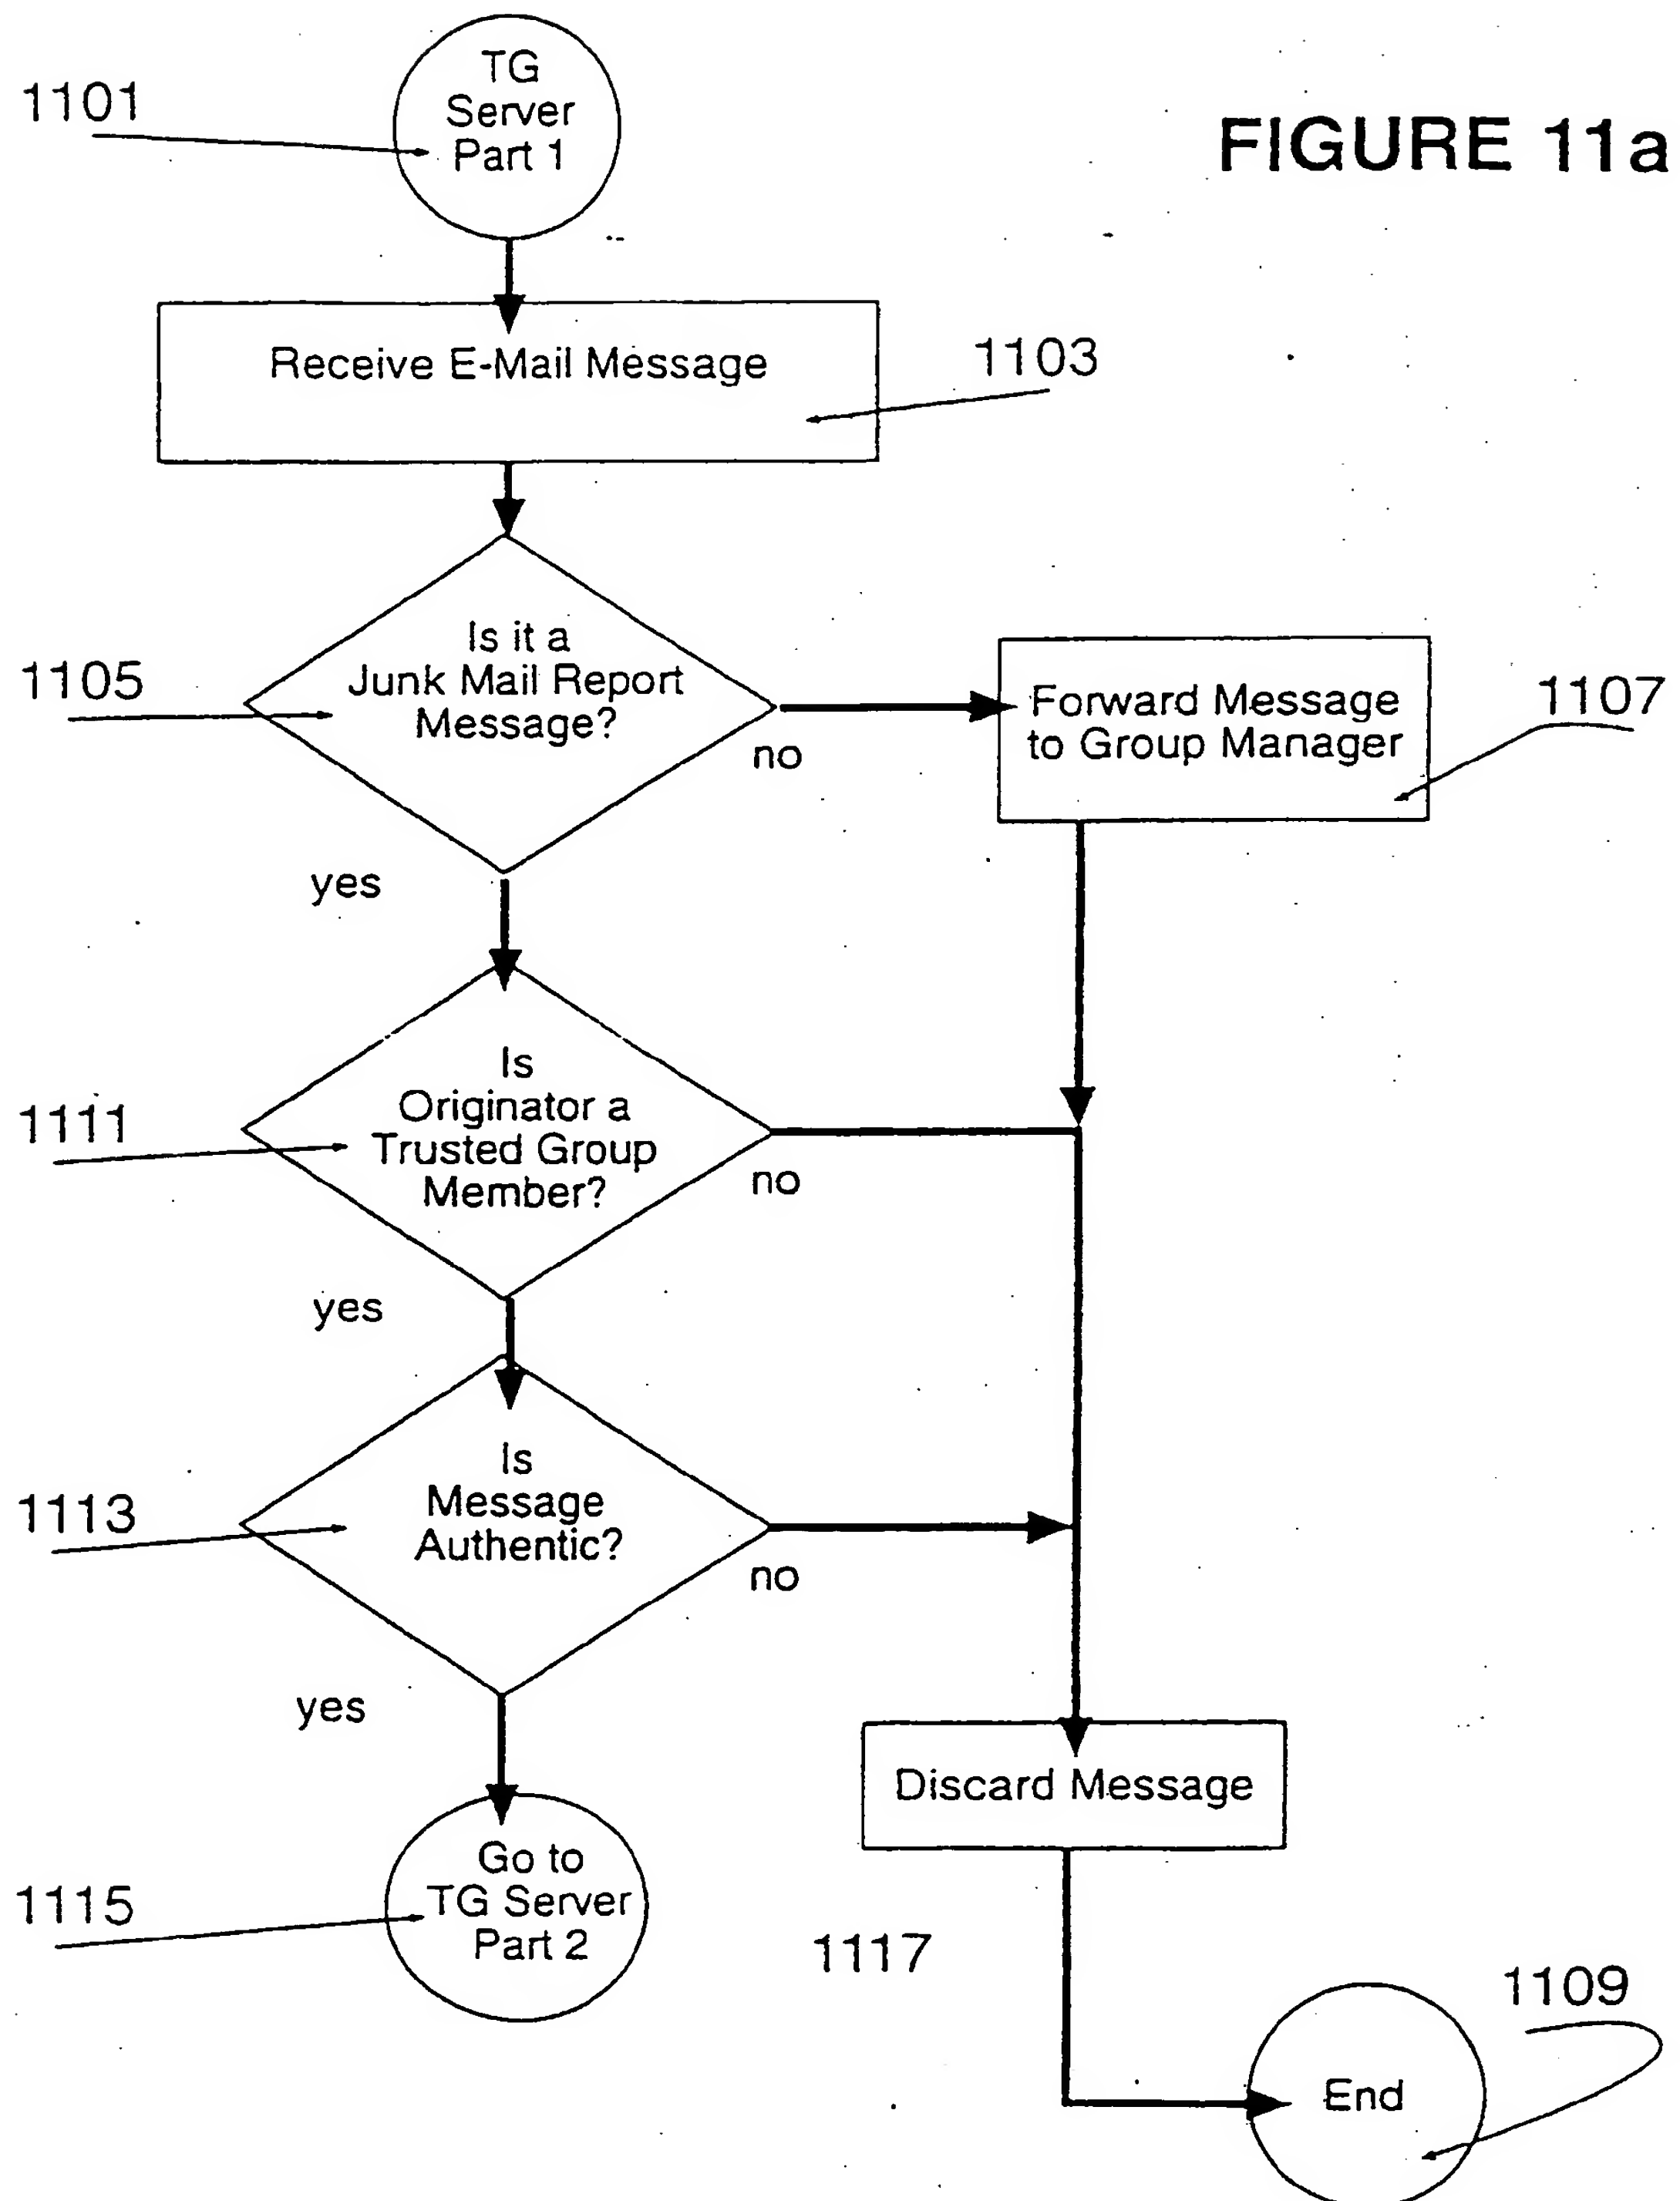 TG
Server
Part 1
1101
FIGURE 11a
Receive E-Mail Message
1103
Is it a
Junk Mail Report
Message?
1105
no
Forward Message
to Group Manager
1107
yes
Is
Originator a
Trusted Group
Member?
1111
no
yes
Is
Message
Authentic?
1113
no
yes
Discard Message
Go to
TG Server
Part 2
1115
1117
1109
End